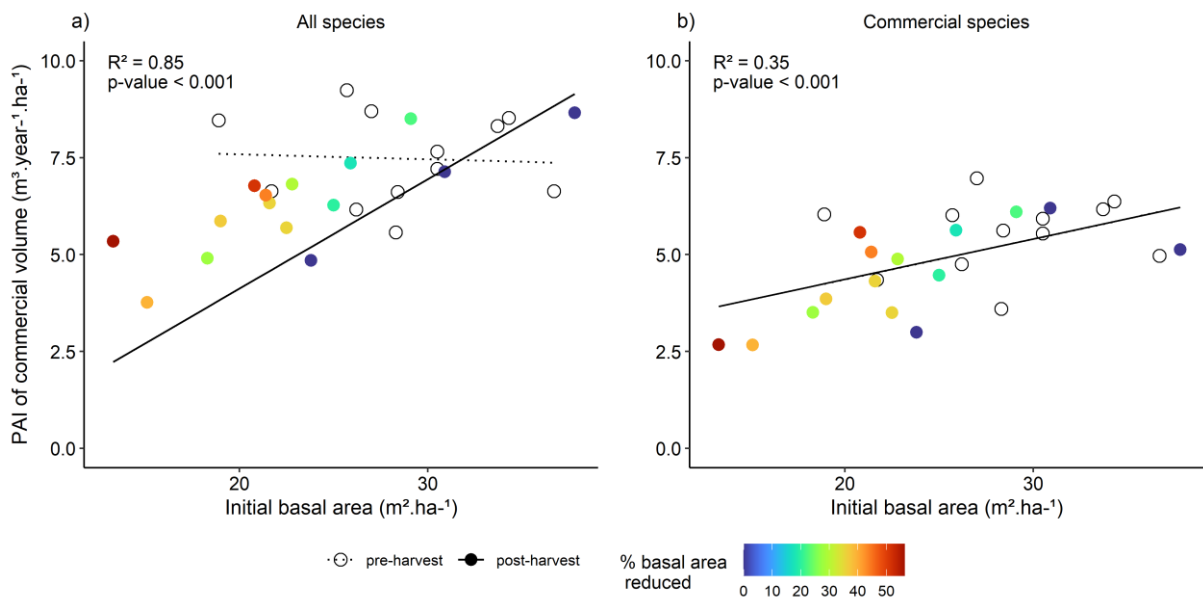 a)
All species
R² = 0.85
p-value < 0.001
PAI of commercial volume (m³.year-¹.ha-¹)
10.0
7.5
5.0
2.5
0.0
20
30
Initial basal area (m².ha-¹)
b)
Commercial species
R² = 0.35
p-value < 0.001
10.0
7.5
5.0
2.5
0.0
20
30
Initial basal area (m².ha-¹)
pre-harvest
post-harvest
% basal area
reduced
0 10 20 30 40 50